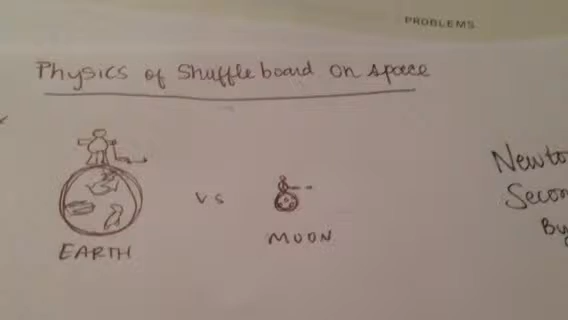 PROBLEMS
Physics of Shuffleboard on space
VS
EARTH
MOON